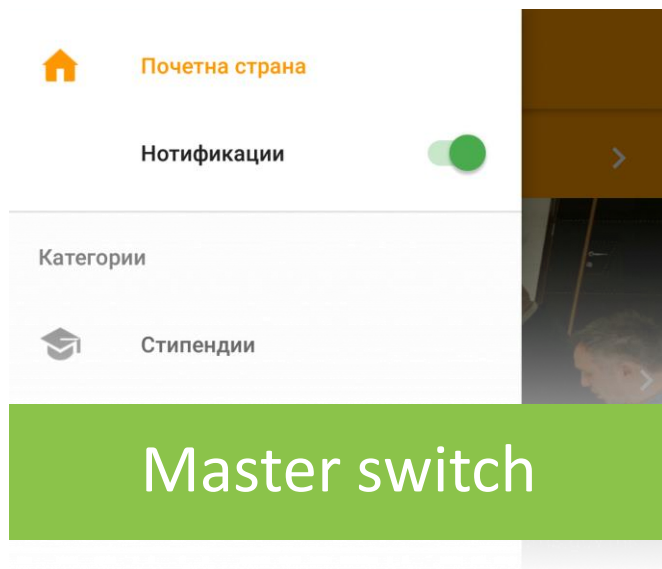 Почетна страна
Нотификации
Категории
Стипендии
Master switch